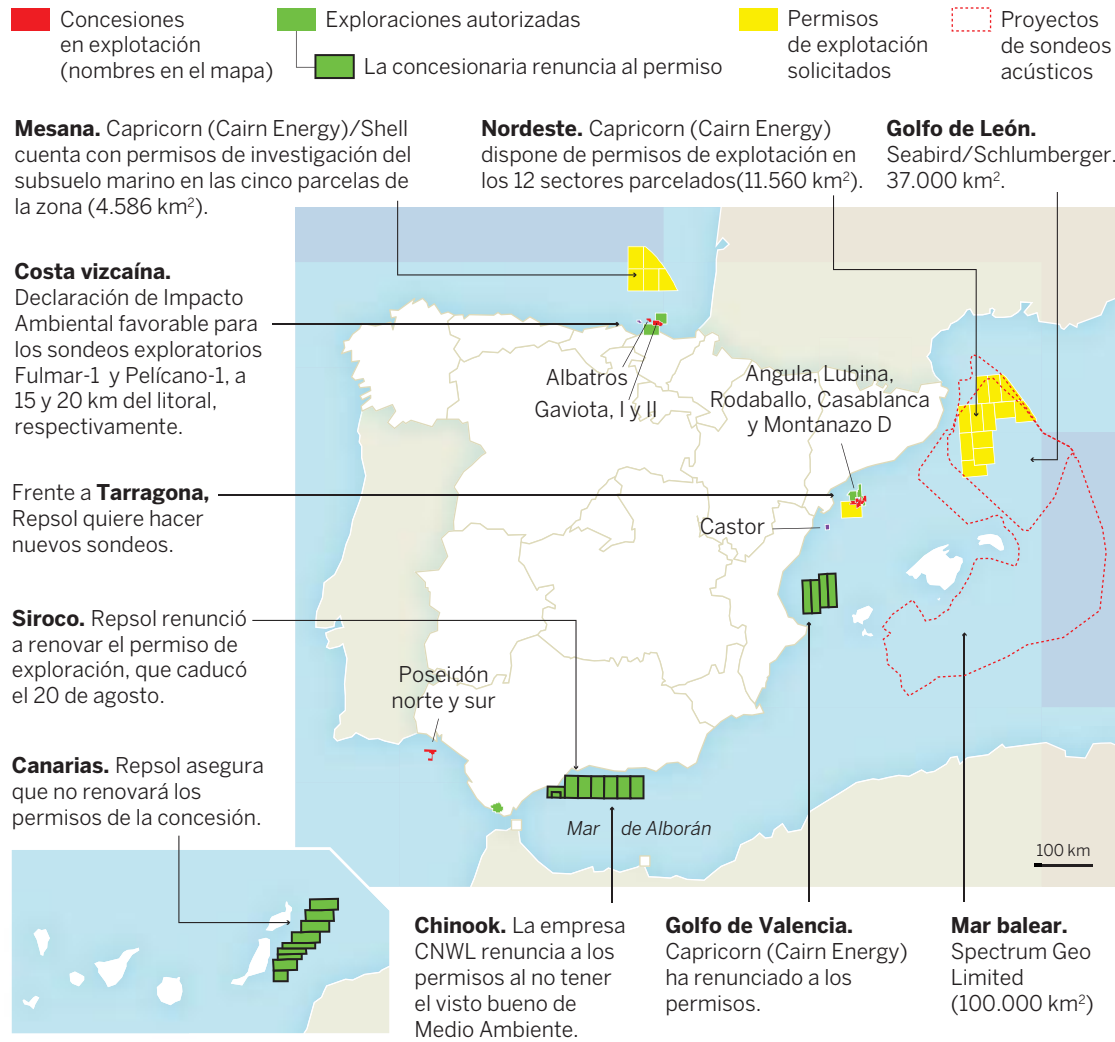 Concesiones
en explotación
(nombres en el mapa)
Exploraciones autorizadas
La concesionaria renuncia al permiso
Permisos
de explotación
solicitados
Proyectos
de sondeos
acústicos
Mesana. Capricorn (Cairn Energy)/Shell
cuenta con permisos de investigación del
subsuelo marino en las cinco parcelas de
la zona (4.586 km²).
Nordeste. Capricorn (Cairn Energy)
dispone de permisos de explotación en
los 12 sectores parcelados(11.560 km²).
Golfo de León.
Seabird/Schlumberger.
37.000 km².
Costa vizcaína.
Declaración de Impacto
Ambiental favorable para
los sondeos exploratorios
Fulmar-1 y Pelícano-1, a
15 y 20 km del litoral,
respectivamente.
Albatros
Gaviota, I y II
Angula, Lubina,
Rodaballo, Casablanca
y Montanazo D
Frente a Tarragona,
Repsol quiere hacer
nuevos sondeos.
Castor
Siroco. Repsol renunció
a renovar el permiso de
exploración, que caducó
el 20 de agosto.
Poseidón
norte y sur
Canarias. Repsol asegura
que no renovará los
permisos de la concesión.
Mar de Alborán
100 km
Chinook. La empresa
CNWL renuncia a los
permisos al no tener
el visto bueno de
Medio Ambiente.
Golfo de Valencia.
Capricorn (Cairn Energy)
ha renunciado a los
permisos.
Mar balear.
Spectrum Geo
Limited
(100.000 km²)